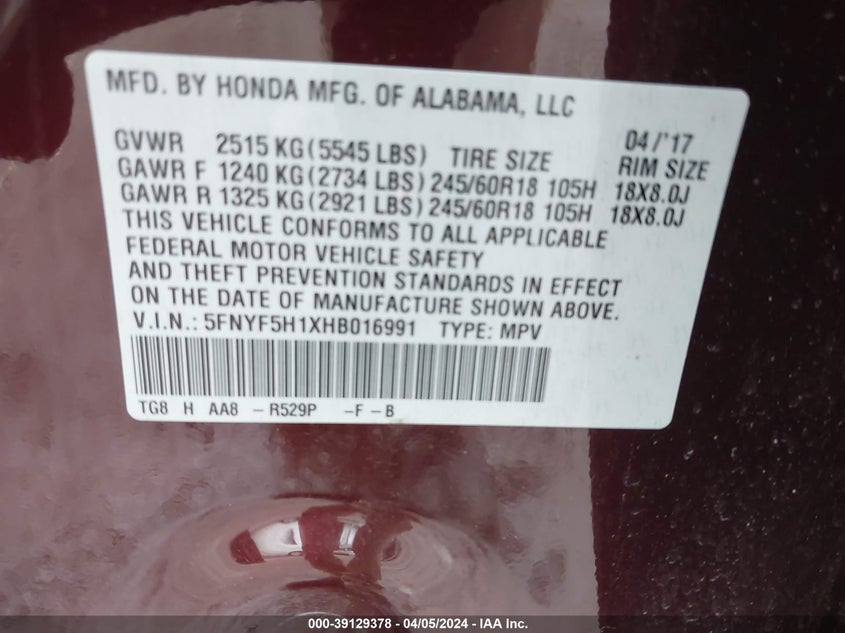 MFD. BY HONDA MFG. OF ALABAMA, LLC
04/'17
GVWR 2515 KG(5545 LBS) TIRE SIZE RIM SIZE
GAWR F 1240 KG(2734 LBS) 245/60R18 105H 18X8.0J
GAWR R 1325 KG(2921 LBS) 245/60R18 105H 18X8.0J
THIS VEHICLE CONFORMS TO ALL APPLICABLE
FEDERAL MOTOR VEHICLE SAFETY
AND THEFT PREVENTION STANDARDS IN EFFECT
ON THE DATE OF MANUFACTURE SHOWN ABOVE.
V.I.N.: 5FNYF5H1XHB016991 TYPE: MPV
TG8 H AA8 -R529P -F-B
000-39129378 - 04/05/2024 - IAA Inc.